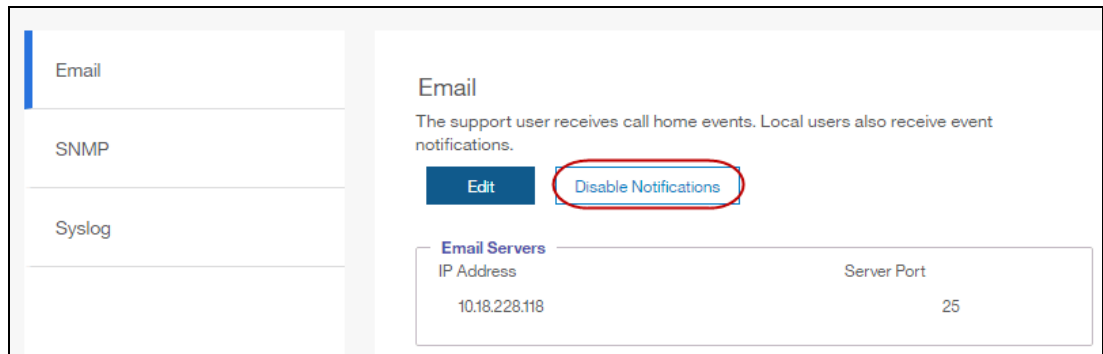 Email
SNMP
Syslog
Email
The support user receives call home events. Local users also receive event
notifications.
Edit
Disable Notifications
Email Servers
IP Address
Server Port
10.18.228.118
25